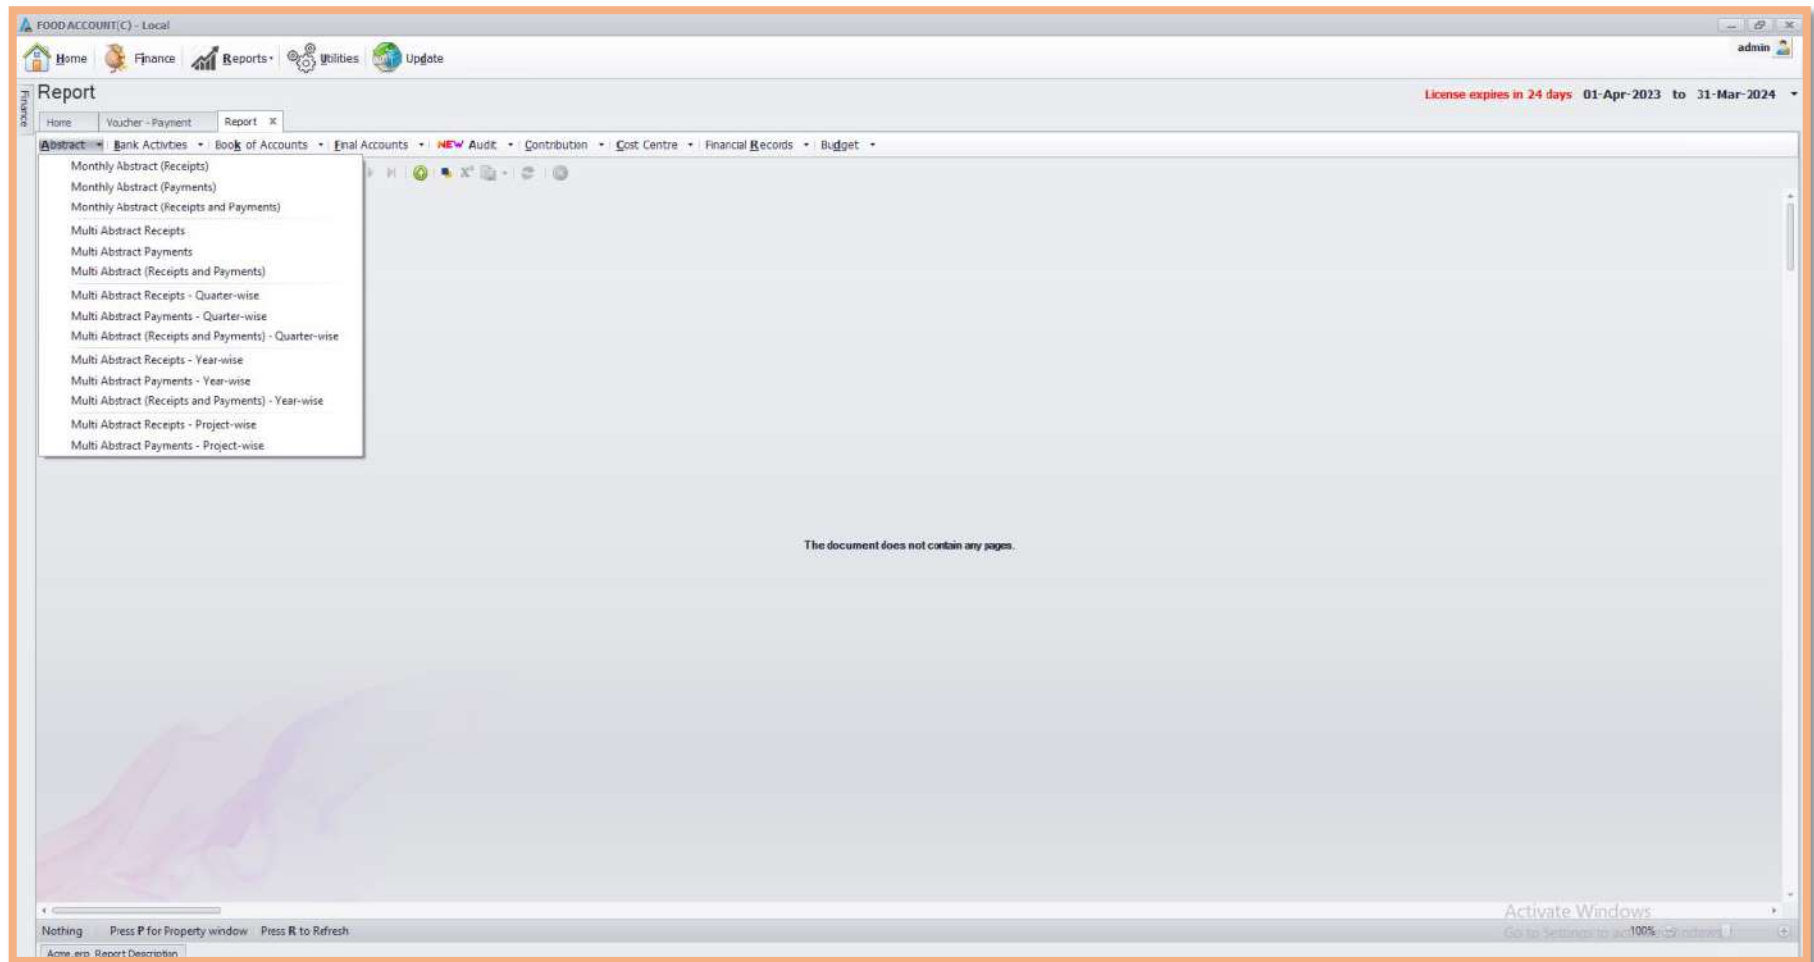 FOOD ACCOUNT(C) - Local
Home Finance Reports Utilities Update admin
Finance
Report License expires in 24 days 01-Apr-2023 to 31-Mar-2024
Home Voucher - Payment Report X
Abstract Bank Activities Book of Accounts Final Accounts NEW Audit Contribution Cost Centre Financial Records Budget
Monthly Abstract (Receipts)
Monthly Abstract (Payments)
Monthly Abstract (Receipts and Payments)
Multi Abstract Receipts
Multi Abstract Payments
Multi Abstract (Receipts and Payments)
Multi Abstract Receipts - Quarter-wise
Multi Abstract Payments - Quarter-wise
Multi Abstract (Receipts and Payments) - Quarter-wise
Multi Abstract Receipts - Year-wise
Multi Abstract Payments - Year-wise
Multi Abstract (Receipts and Payments) - Year-wise
Multi Abstract Receipts - Project-wise
Multi Abstract Payments - Project-wise
The document does not contain any pages.
Activate Windows
Nothing Press P for Property window Press R to Refresh Go to Settings to 100%
Acme.erp Report Description